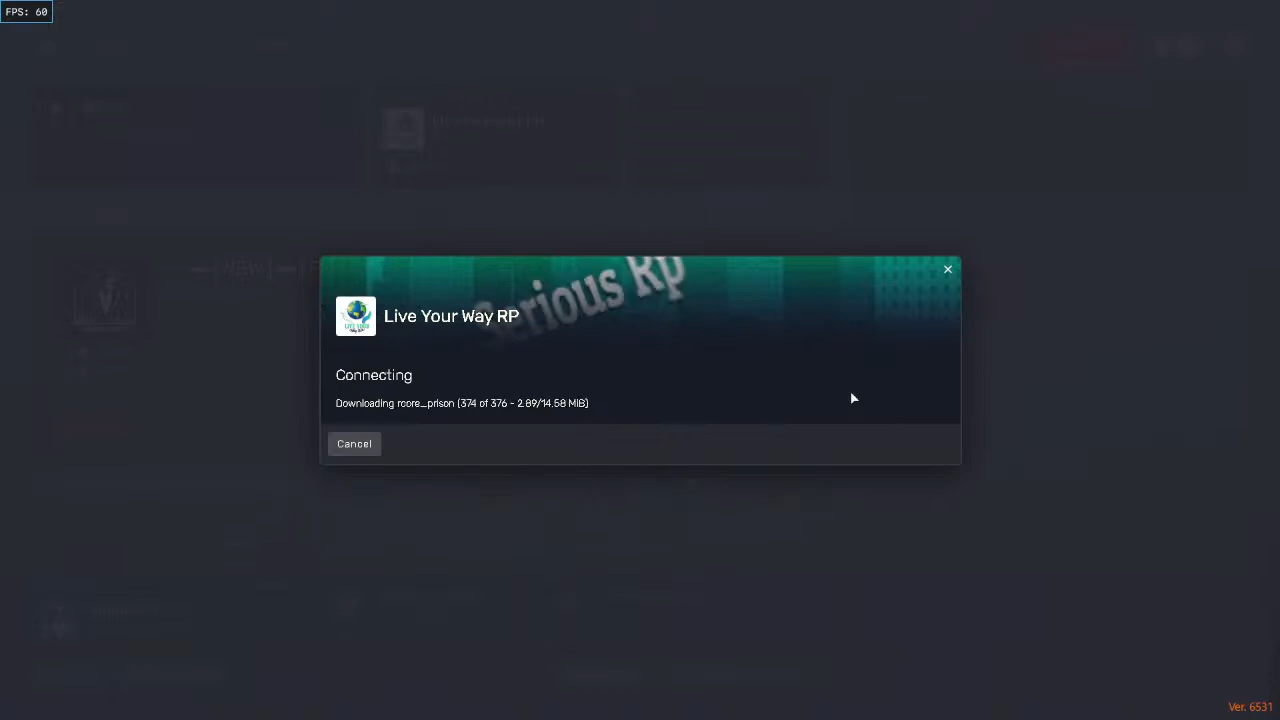 FPS: 60
Serious Rp
Live Your Way RP
Connecting
Downloading rcore_prison (374 of 376 - 2.89/14.58 MiB)
Cancel
Ver. 6531